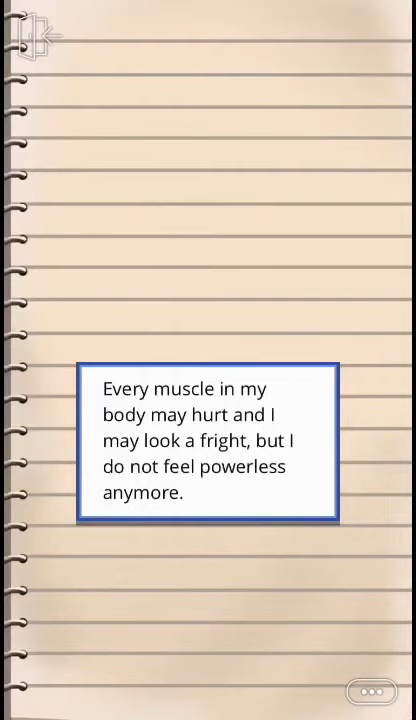 Every muscle in my
body may hurt and I
may look a fright, but I
do not feel powerless
anymore.